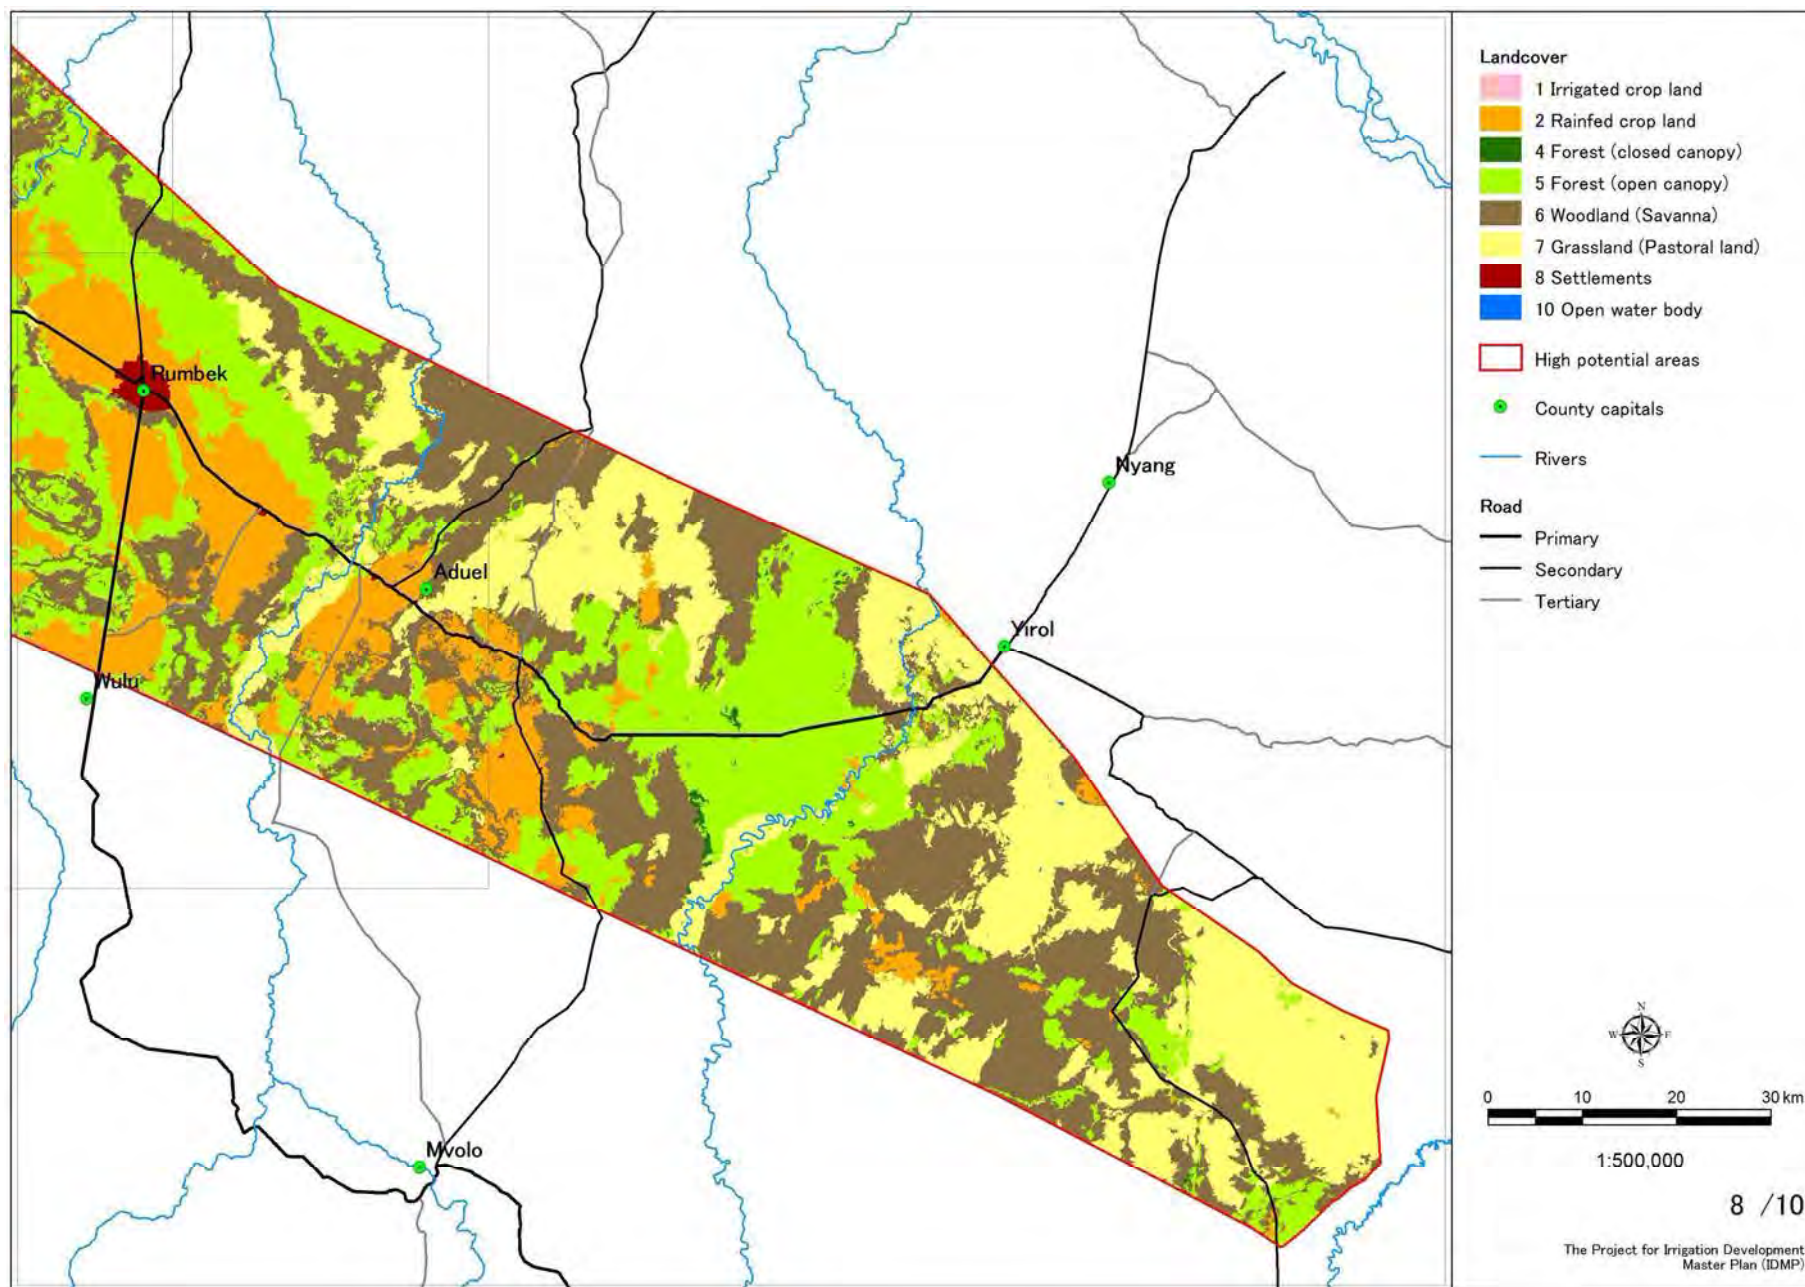 Rumbek
Nyang
Aduel
Yirol
Wulu
Mvolo
Landcover
1 Irrigated crop land
2 Rainfed crop land
4 Forest (closed canopy)
5 Forest (open canopy)
6 Woodland (Savanna)
7 Grassland (Pastoral land)
8 Settlements
10 Open water body
High potential areas
County capitals
Rivers
Road
Primary
Secondary
Tertiary
N
W E
S
0 10 20 30 km
1:500,000
8 /10
The Project for Irrigation Development
Master Plan (IDMP)